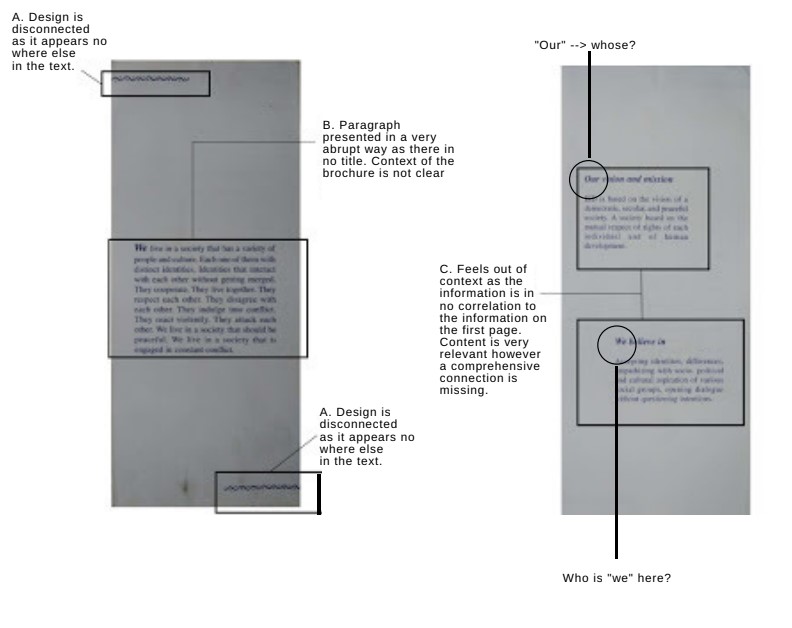 A. Design is
disconnected
as it appears no
where else
in the text.
B. Paragraph
presented in a very
abrupt way as there in
no title. Context of the
brochure is not clear
We live in a society that has a variety of
people and culture. Each one of them with
distinct identities. Identities that interact
with each other without getting merged.
They cooperate. They live together. They
respect each other. They disagree with
each other. They indulge into conflict.
They react violently. They attack each
other. We live in a society that should be
peaceful. We live in a society that is
engaged in constant conflict.
A. Design is
disconnected
as it appears no
where else
in the text.
"Our" --> whose?
Our vision and mission
is based on the vision of a
democratic, secular and peaceful
society. A society based on the
mutual respect of rights of each
individual and of human
development.
C. Feels out of
context as the
information is in
no correlation to
the information on
the first page.
Content is very
relevant however
a comprehensive
connection is
missing.
We believe in
Accepting identities, differences,
empathizing with socio political
and cultural aspiration of various
social groups, ensuing dialogue
without questioning intentions.
Who is "we" here?